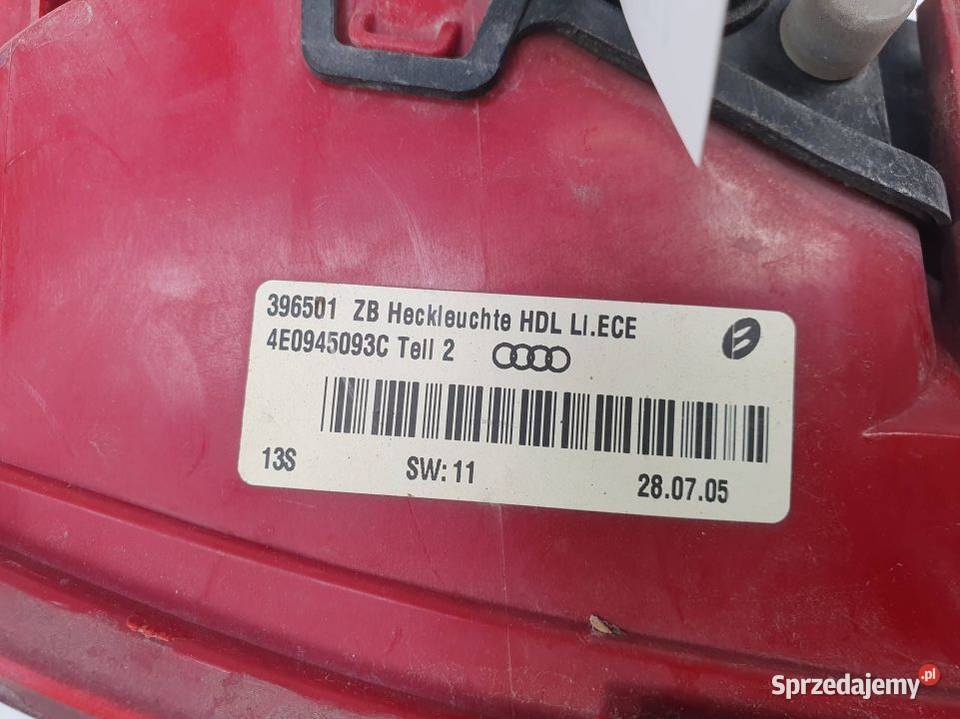 396501 ZB Heckleuchte HDL Li.ECE
4E0945093C Teil 2
B
13S SW: 11 28.07.05
Sprzedajemy.pl